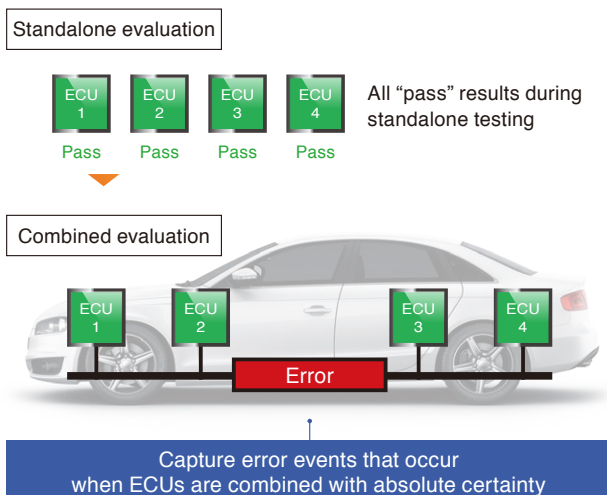 Standalone evaluation
ECU
1
ECU
2
ECU
3
ECU
4
All “pass” results during
standalone testing
Pass
Pass
Pass
Pass
Combined evaluation
ECU
1
ECU
2
ECU
3
ECU
4
Error
Capture error events that occur
when ECUs are combined with absolute certainty